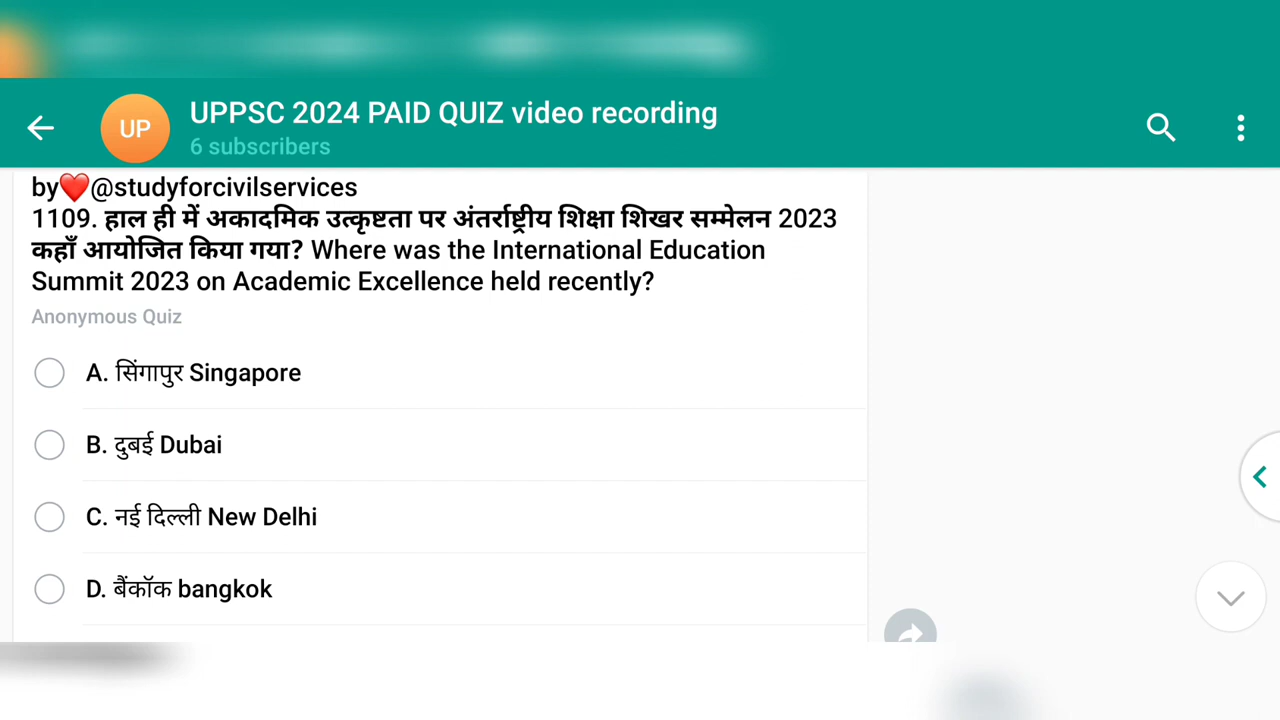 UP
UPPSC 2024 PAID QUIZ video recording
6 subscribers
by❤️@studyforcivilservices
1109. हाल ही में अकादमिक उत्कृष्टता पर अंतर्राष्ट्रीय शिक्षा शिखर सम्मेलन 2023
कहाँ आयोजित किया गया? Where was the International Education
Summit 2023 on Academic Excellence held recently?
Anonymous Quiz
A. सिंगापुर Singapore
B. दुबई Dubai
C. नई दिल्ली New Delhi
D. बैंकॉक bangkok